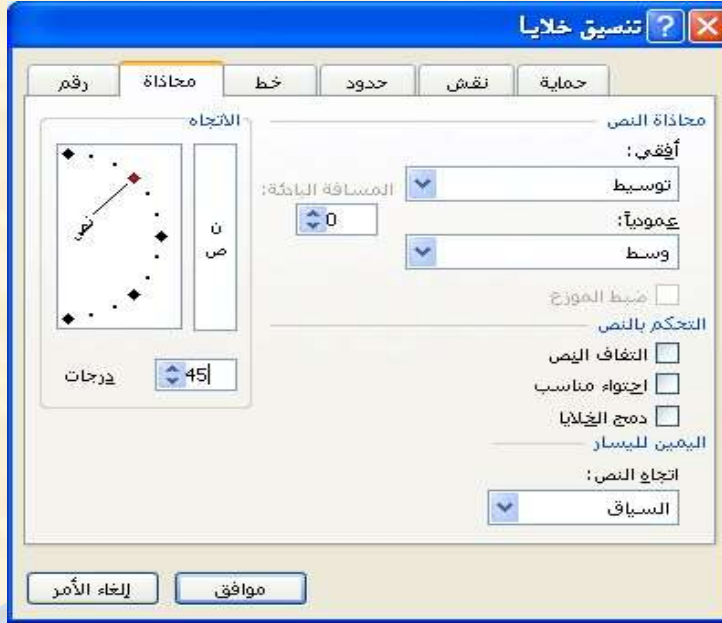 تنسيق خلايا
رقم
محاذاة
خط
حدود
نقش
حماية
محاذاة النص
أفقي:
توسيط
المسافة البادئة:
0
عمودياً:
وسط
ضبط الموزع
التحكم بالنص
التفاف النص
احتواء مناسب
دمج الخلايا
اليمين لليسار
اتجاه النص:
السياق
الاتجاه
ن
ص
نص
45
درجات
موافق
إلغاء الأمر